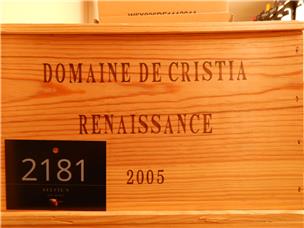 DOMAINE DE CRISTIA
RENAISSANCE
2181
2005